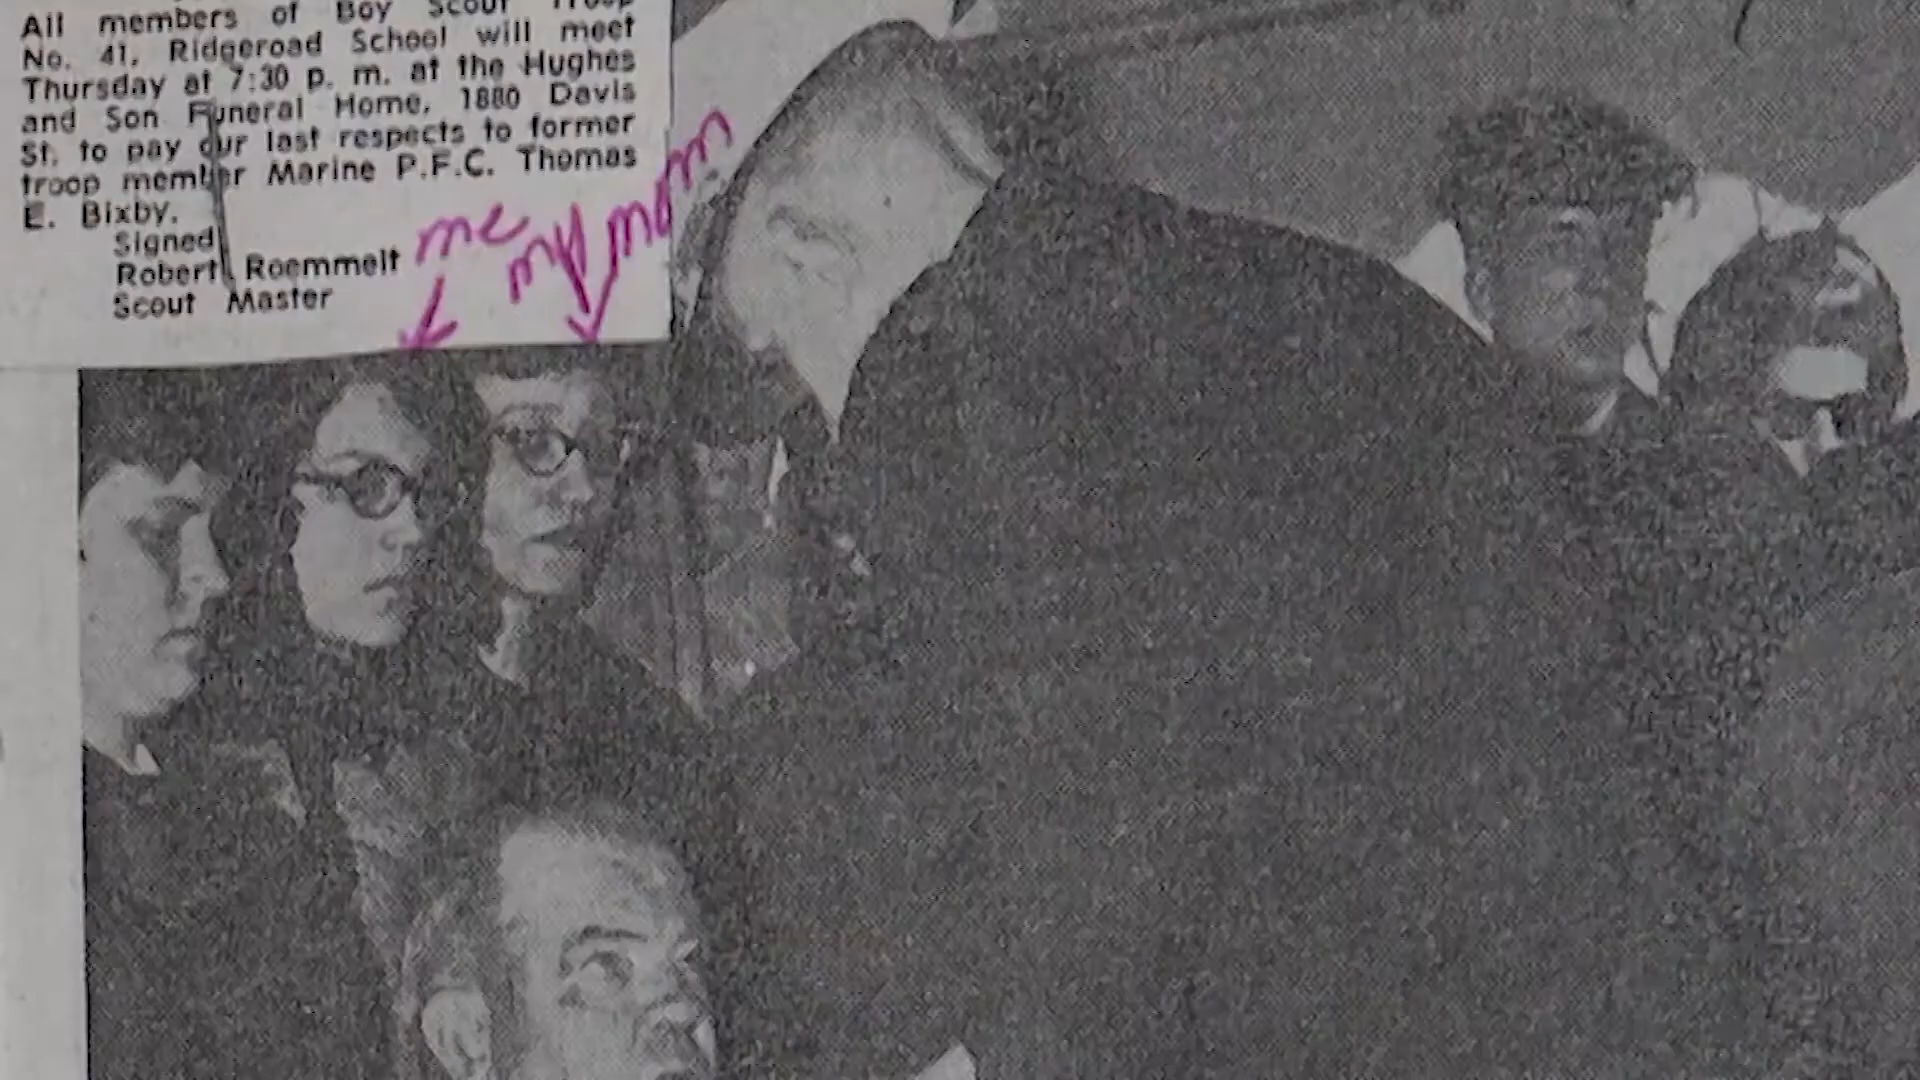 All members of Boy Scout Troop
No. 41, Ridgeroad School will meet
Thursday at 7:30 p. m. at the Hughes
and Son Funeral Home, 1880 Davis
St. to pay our last respects to former
troop member Marine P.F.C. Thomas
E. Bixby.
Signed
Robert Roemmelt
Scout Master
me
my mom